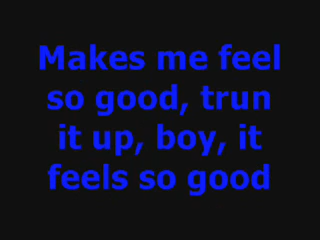 Makes me feel
so good, trun
it up, boy, it
feels so good